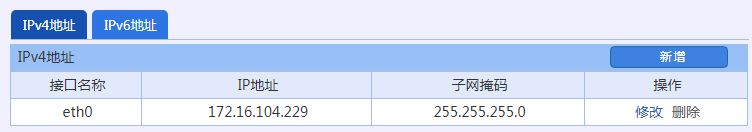 IPv4地址 IPv6地址
IPv4地址 新增
接口名称 IP地址 子网掩码 操作
eth0 172.16.104.229 255.255.255.0 修改 删除